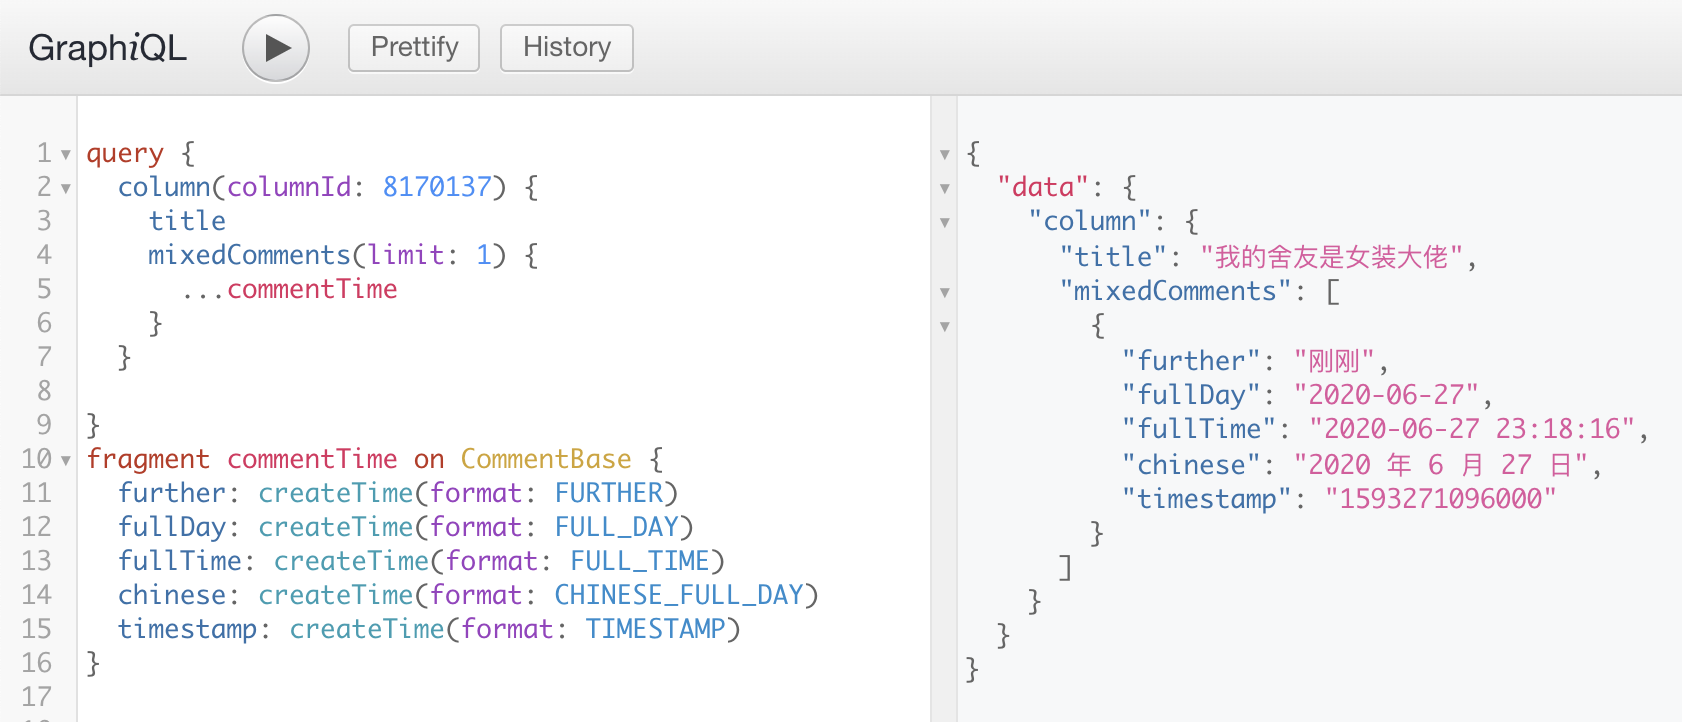 GraphiQL
Prettify
History
1 query {
2   column(columnId: 8170137) {
3     title
4     mixedComments(limit: 1) {
5       ...commentTime
6     }
7   }
8
9 }
10 fragment commentTime on CommentBase {
11   further: createTime(format: FURTHER)
12   fullDay: createTime(format: FULL_DAY)
13   fullTime: createTime(format: FULL_TIME)
14   chinese: createTime(format: CHINESE_FULL_DAY)
15   timestamp: createTime(format: TIMESTAMP)
16 }
17
{
  "data": {
    "column": {
      "title": "我的舍友是女装大佬",
      "mixedComments": [
        {
          "further": "刚刚",
          "fullDay": "2020-06-27",
          "fullTime": "2020-06-27 23:18:16",
          "chinese": "2020 年 6 月 27 日",
          "timestamp": "1593271096000"
        }
      ]
    }
  }
}